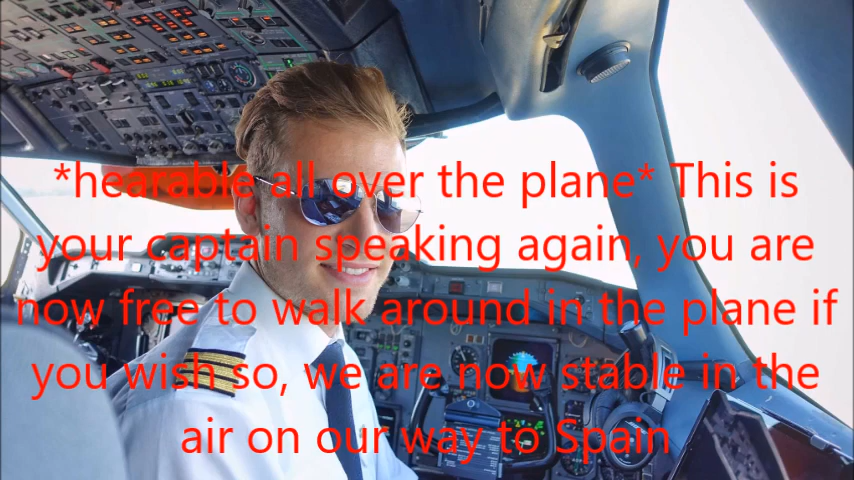 *hearable all over the plane* This is
your captain speaking again, you are
now free to walk around in the plane if
you wish so, we are now stable in the
air on our way to Spain